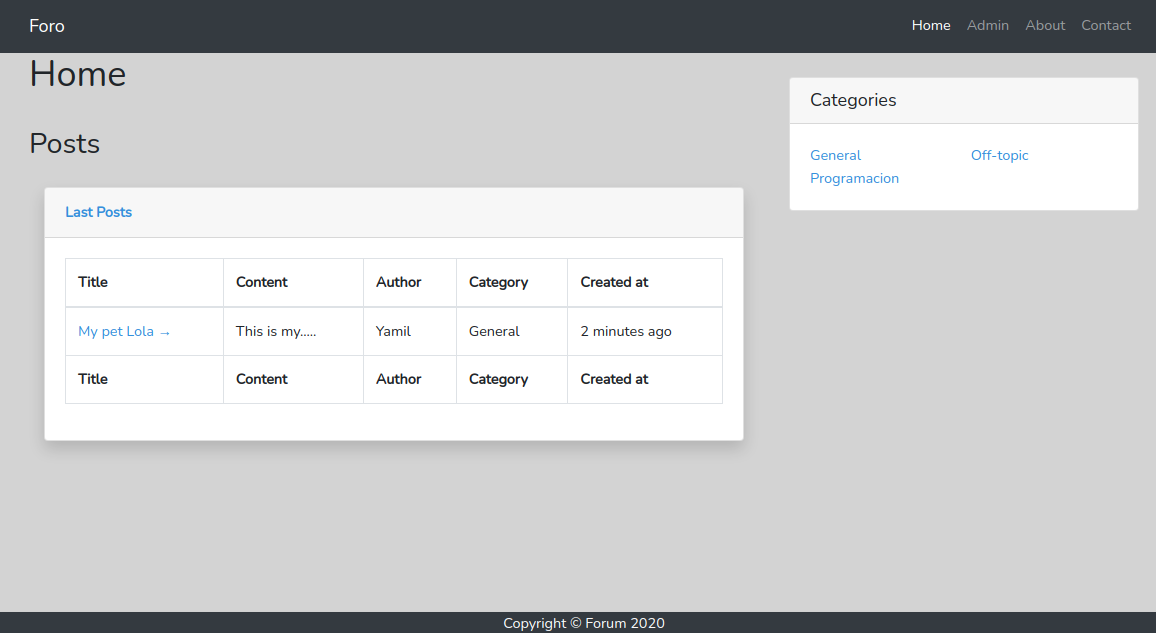 Foro
Home Admin About Contact
Home
Posts
Last Posts
Title Content Author Category Created at
My pet Lola → This is my..... Yamil General 2 minutes ago
Title Content Author Category Created at
Categories
General Off-topic
Programacion
Copyright © Forum 2020